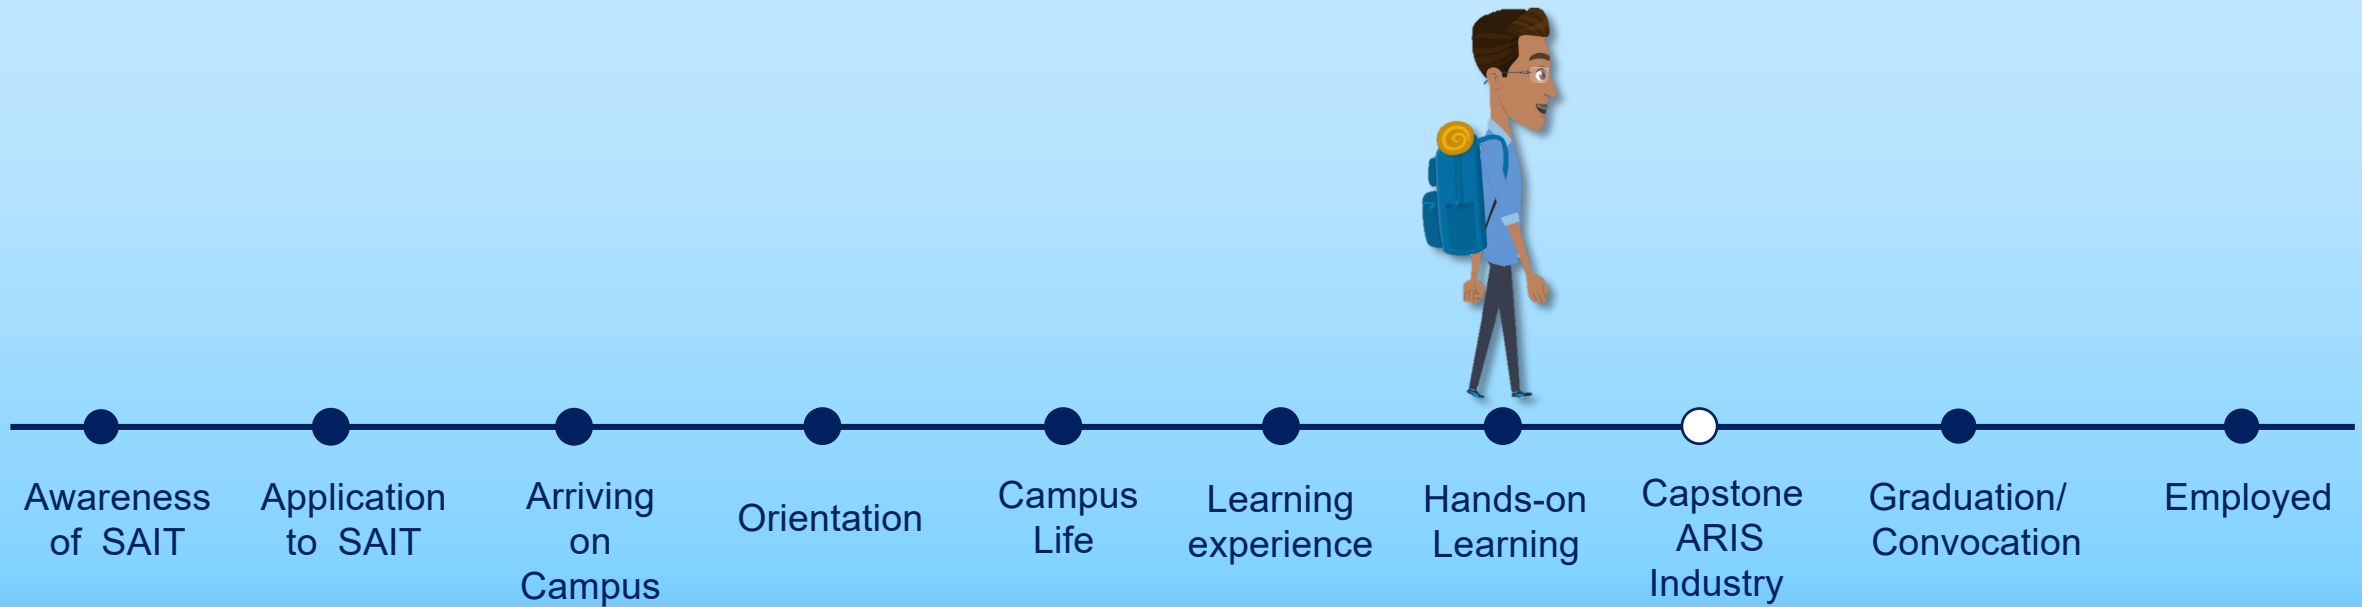 Awareness
of SAIT
Application
to SAIT
Arriving
on
Campus
Orientation
Campus
Life
Learning
experience
Hands-on
Learning
Capstone
ARIS
Industry
Graduation/
Convocation
Employed